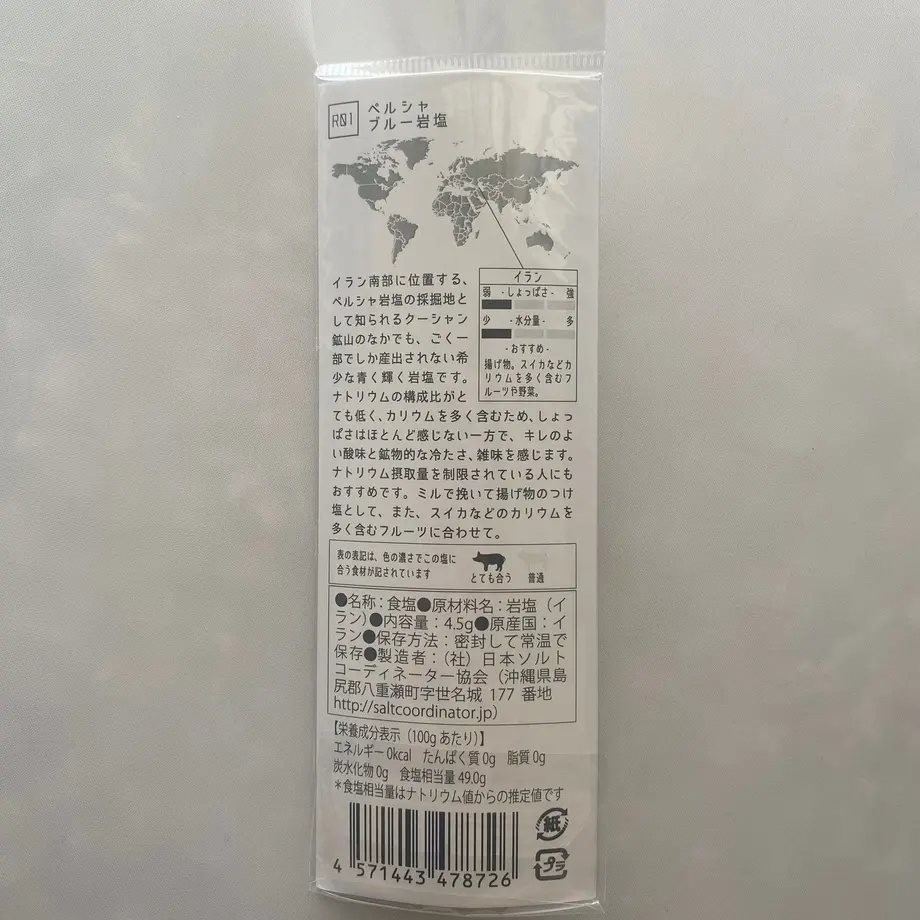 R01
ペルシャ
ブルー岩塩
イラン
弱 - しょっぱさ - 強
少 - 水分量 - 多
- おすすめ -
揚げ物。スイカなどカ
リウムを多く含むフ
ルーツや野菜。
イラン南部に位置する、
ペルシャ岩塩の採掘地と
して知られるクーシャン
鉱山のなかでも、ごく一
部でしか産出されない希
少な青く輝く岩塩です。
ナトリウムの構成比がと
ても低く、カリウムを多く含むため、しょっ
ぱさはほとんど感じない一方で、キレのよ
い酸味と鉱物的な冷たさ、雑味を感じます。
ナトリウム摂取量を制限されている人にも
おすすめです。ミルで挽いて揚げ物のつけ
塩として、また、スイカなどのカリウムを
多く含むフルーツに合わせて。
表の表記は、色の濃さでこの塩に
合う食材が記されています
とても合う 普通
●名称：食塩●原材料名：岩塩（イ
ラン）●内容量：4.5g●原産国：イ
ラン●保存方法：密封して常温で
保存●製造者：（社）日本ソルト
コーディネーター協会（沖縄県島
尻郡八重瀬町字世名城 177 番地
http://saltcoordinator.jp）
【栄養成分表示（100gあたり）】
エネルギー 0kcal たんぱく質 0g 脂質 0g
炭水化物 0g 食塩相当量 49.0g
＊食塩相当量はナトリウム値からの推定値です
紙
プラ
4 571443 478726